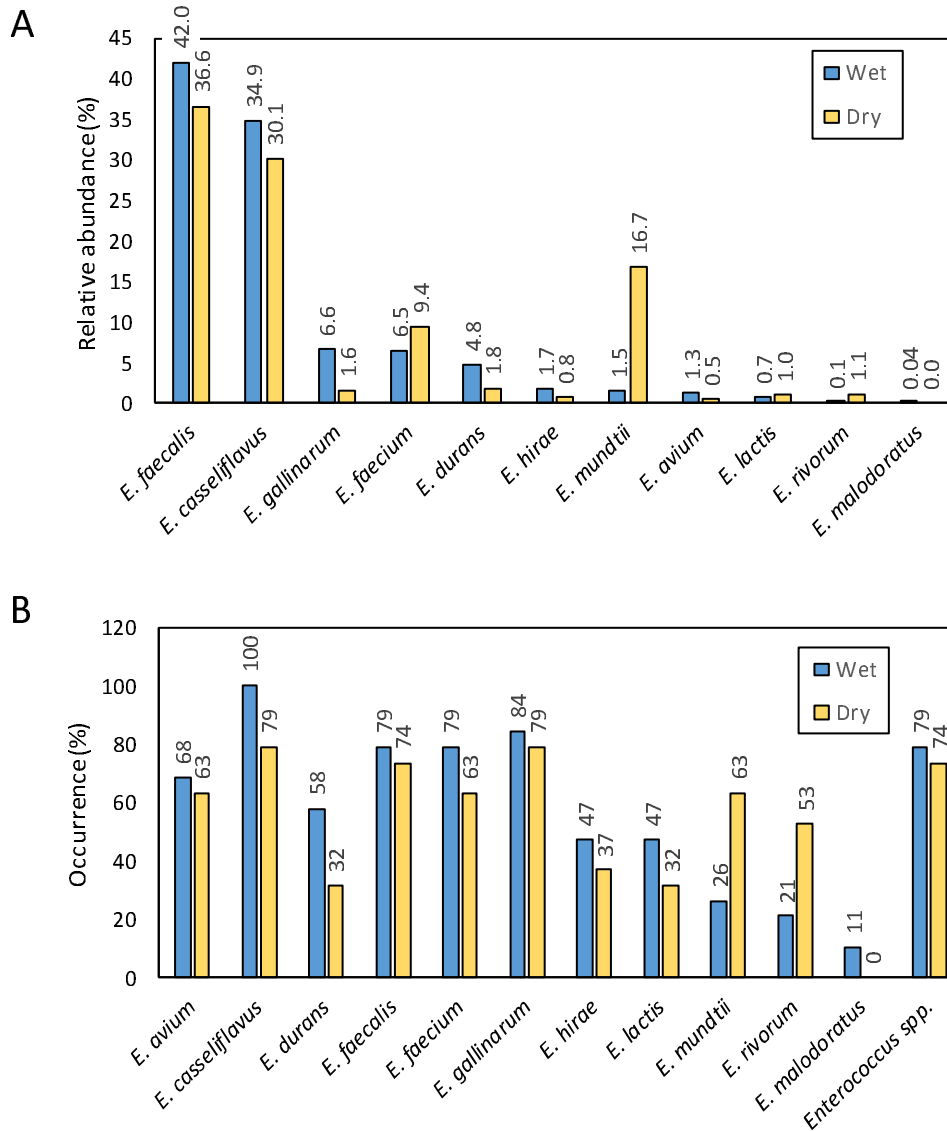 A
Relative abundance(%)
45
40
35
30
25
20
15
10
5
0
42.0
36.6
34.9
30.1
6.6
1.6
6.5
9.4
4.8
1.8
1.7
0.8
1.5
16.7
1.3
0.5
0.7
1.0
0.1
1.1
0.04
0.0
Wet
Dry
E. faecalis
E. casseliflavus
E. gallinarum
E. faecium
E. durans
E. hirae
E. mundtii
E. avium
E. lactis
E. rivorum
E. malodoratus
B
Occurrence(%)
120
100
80
60
40
20
0
68
63
100
79
58
32
79
74
79
63
84
79
47
37
47
32
26
63
21
53
11
0
79
74
Wet
Dry
E. avium
E. casseliflavus
E. durans
E. faecalis
E. faecium
E. gallinarum
E. hirae
E. lactis
E. mundtii
E. rivorum
E. malodoratus
Enterococcus spp.